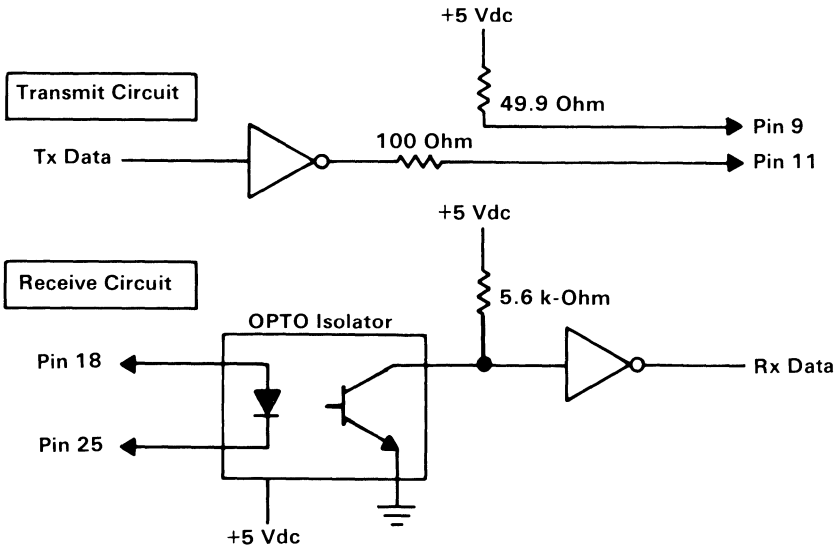 +5 Vdc
Transmit Circuit
49.9 Ohm
Pin 9
100 Ohm
Tx Data
Pin 11
+5 Vdc
Receive Circuit
5.6 k-Ohm
OPTO Isolator
Pin 18
Rx Data
Pin 25
+5 Vdc